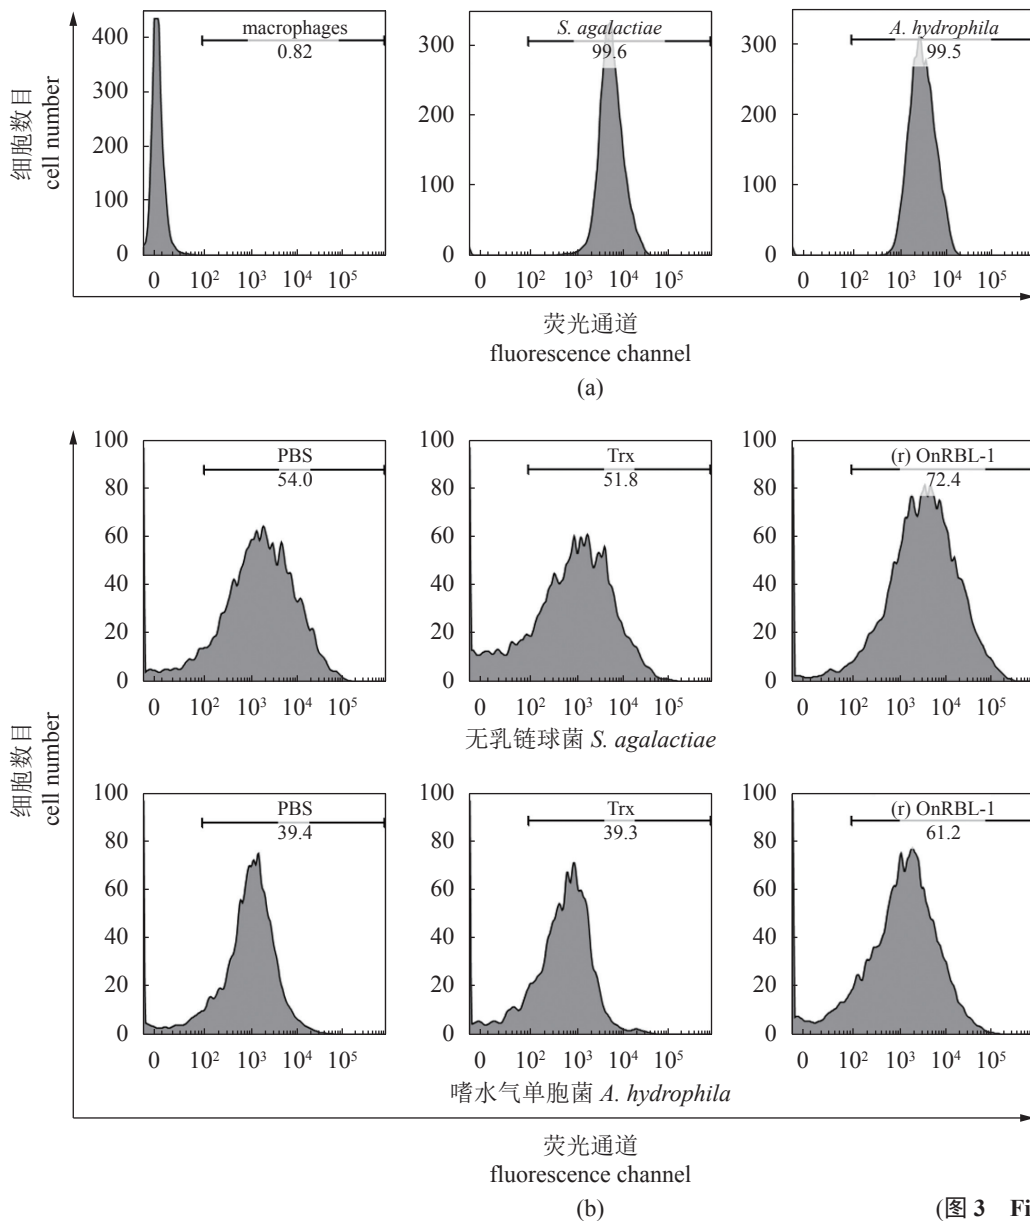 细胞数目
cell number
macrophages
0.82
400
300
200
100
0
0 10² 10³ 10⁴ 10⁵
S. agalactiae
99.6
300
200
100
0
0 10² 10³ 10⁴ 10⁵
A. hydrophila
99.5
300
200
100
0
0 10² 10³ 10⁴ 10⁵
荧光通道
fluorescence channel
(a)
细胞数目
cell number
PBS
54.0
100
80
60
40
20
0
0 10² 10³ 10⁴ 10⁵
Trx
51.8
100
80
60
40
20
0
0 10² 10³ 10⁴ 10⁵
(r) OnRBL-1
72.4
100
80
60
40
20
0
0 10² 10³ 10⁴ 10⁵
无乳链球菌 S. agalactiae
PBS
39.4
100
80
60
40
20
0
0 10² 10³ 10⁴ 10⁵
Trx
39.3
100
80
60
40
20
0
0 10² 10³ 10⁴ 10⁵
(r) OnRBL-1
61.2
100
80
60
40
20
0
0 10² 10³ 10⁴ 10⁵
嗜水气单胞菌 A. hydrophila
荧光通道
fluorescence channel
(b)
(图 3 Fi